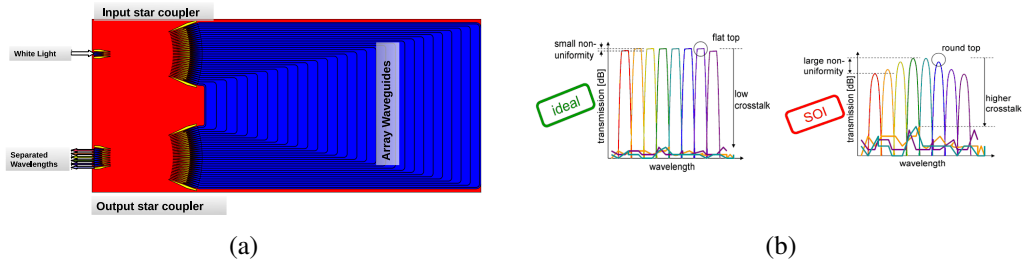 Input star coupler
White Light
Array Waveguides
Separated
Wavelengths
Output star coupler
(a)
small non-
uniformity
flat top
ideal
transmission [dB]
low
crosstalk
wavelength
round top
large non-
uniformity
SOI
transmission [dB]
higher
crosstalk
wavelength
(b)